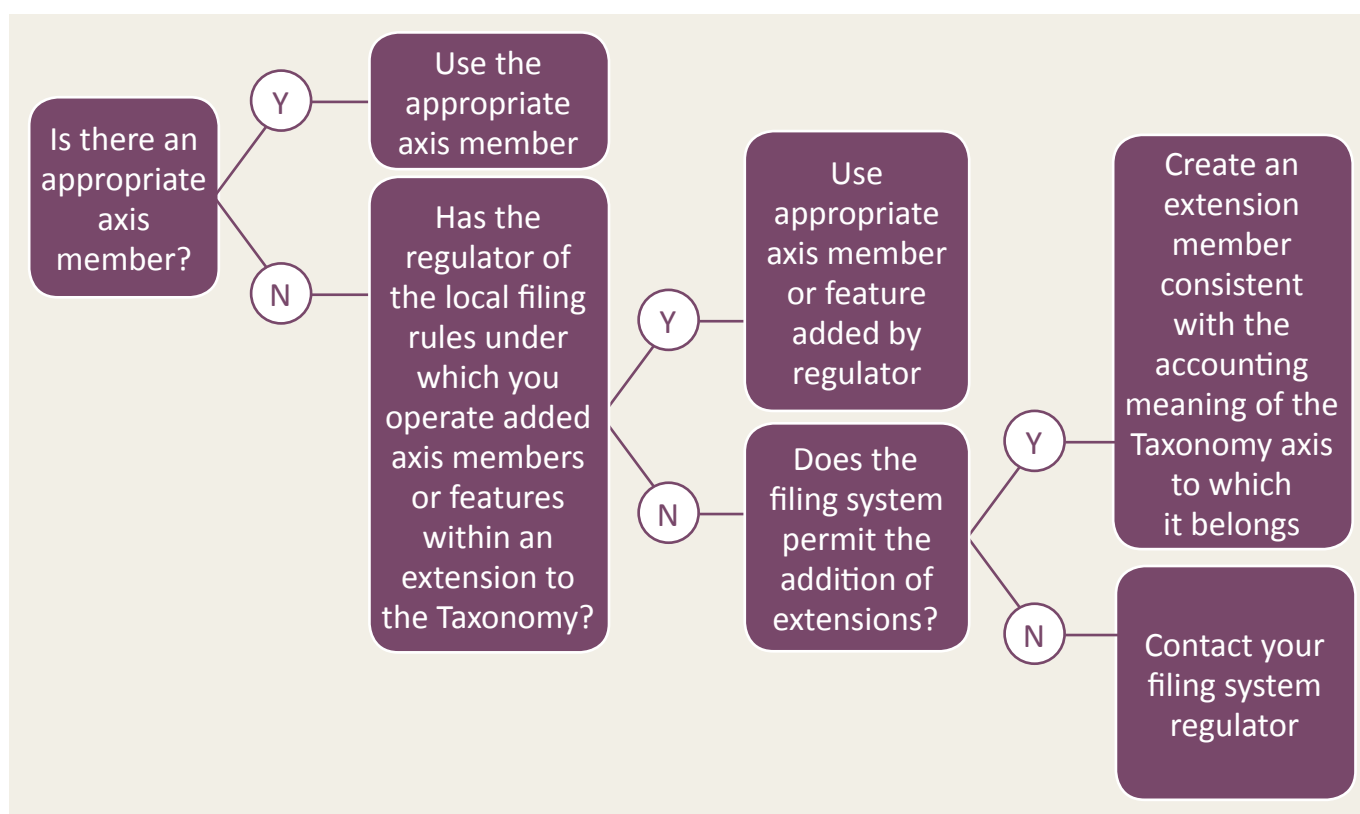 Is there an
appropriate
axis
member?
Y
Use the
appropriate
axis member
N
Has the
regulator of
the local filing
rules under
which you
operate added
axis members
or features
within an
extension to
the Taxonomy?
Y
Use
appropriate
axis member
or feature
added by
regulator
N
Does the
filing system
permit the
addition of
extensions?
Y
Create an
extension
member
consistent
with the
accounting
meaning of the
Taxonomy axis
to which
it belongs
N
Contact your
filing system
regulator